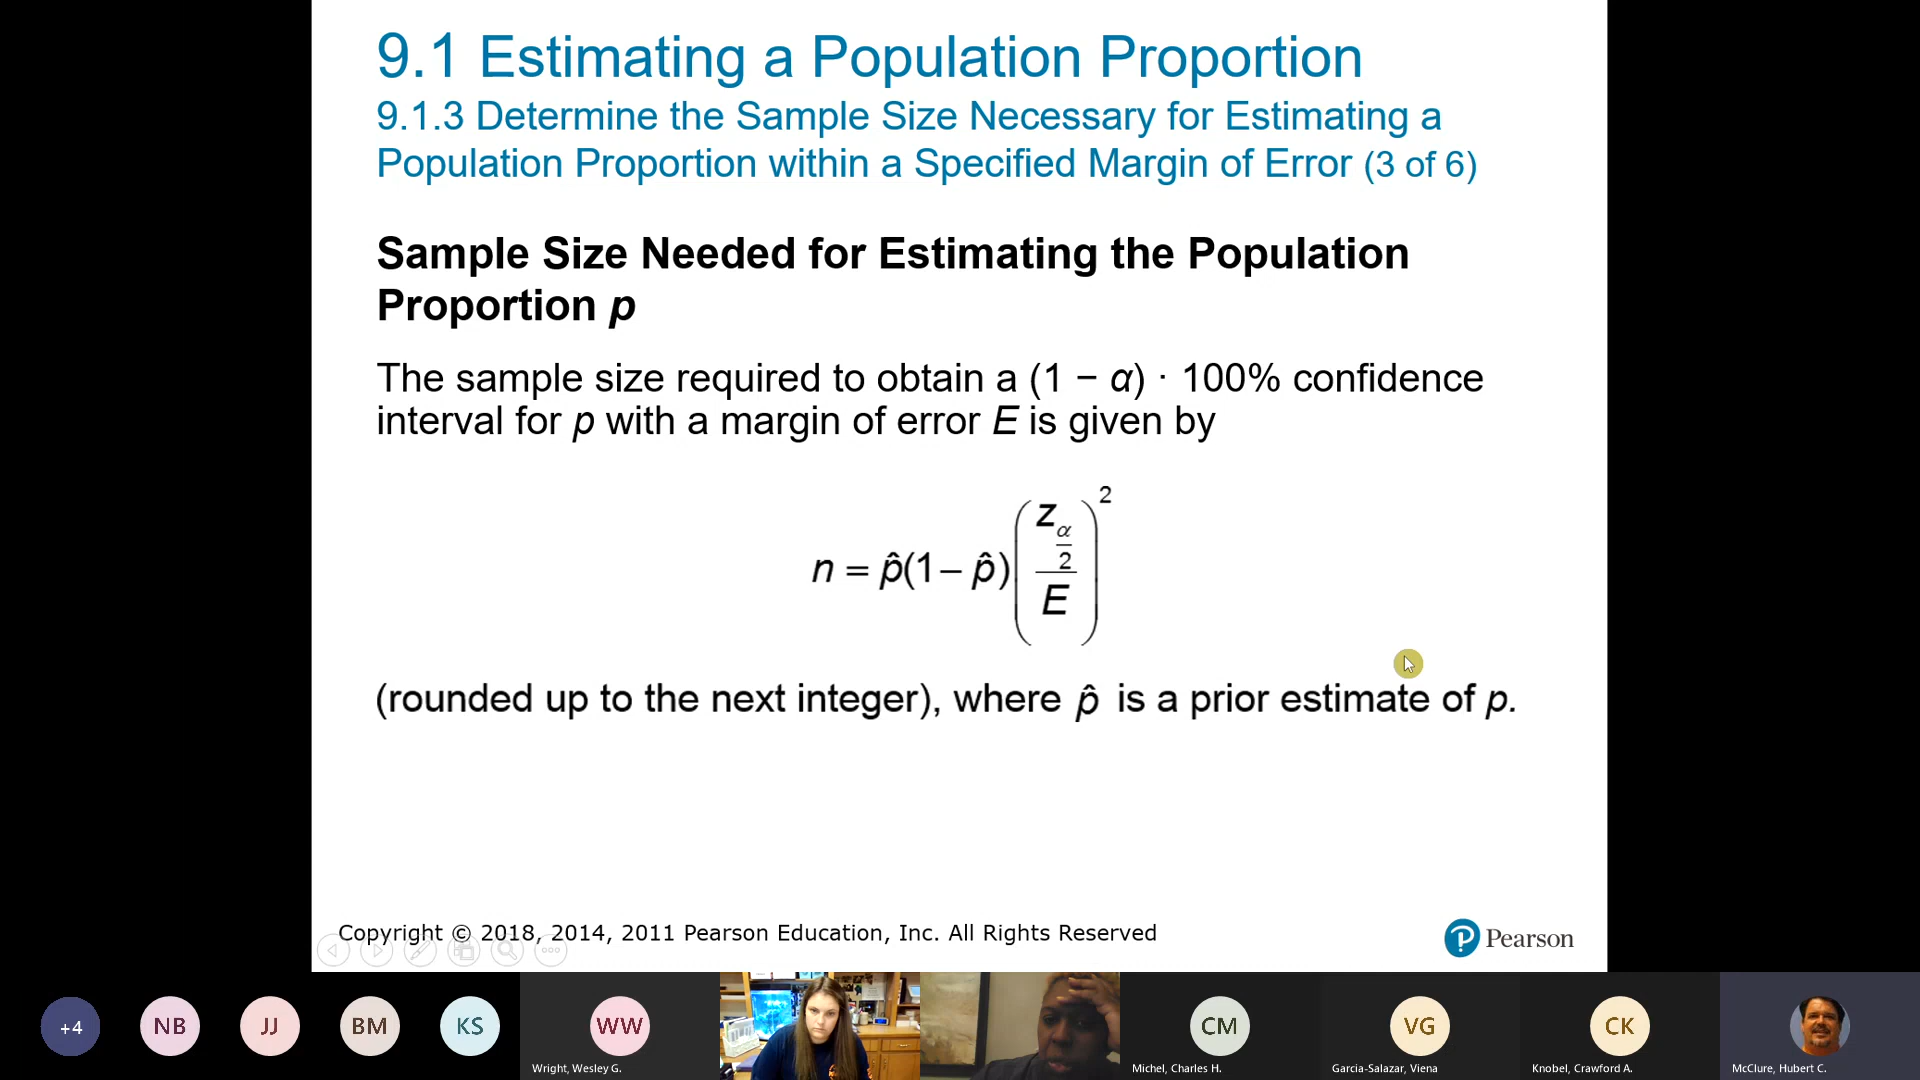 9.1 Estimating a Population Proportion
9.1.3 Determine the Sample Size Necessary for Estimating a
Population Proportion within a Specified Margin of Error (3 of 6)
Sample Size Needed for Estimating the Population
Proportion p
The sample size required to obtain a (1 − α) · 100% confidence
interval for p with a margin of error E is given by
n = p̂(1 − p̂)(z_(α/2)/E)²
(rounded up to the next integer), where p̂ is a prior estimate of p.
Copyright © 2018, 2014, 2011 Pearson Education, Inc. All Rights Reserved
Pearson
+4 NB JJ BM KS WW CM VG CK
Wright, Wesley G. Michel, Charles H. Garcia-Salazar, Viena Knobel, Crawford A. McClure, Hubert C.